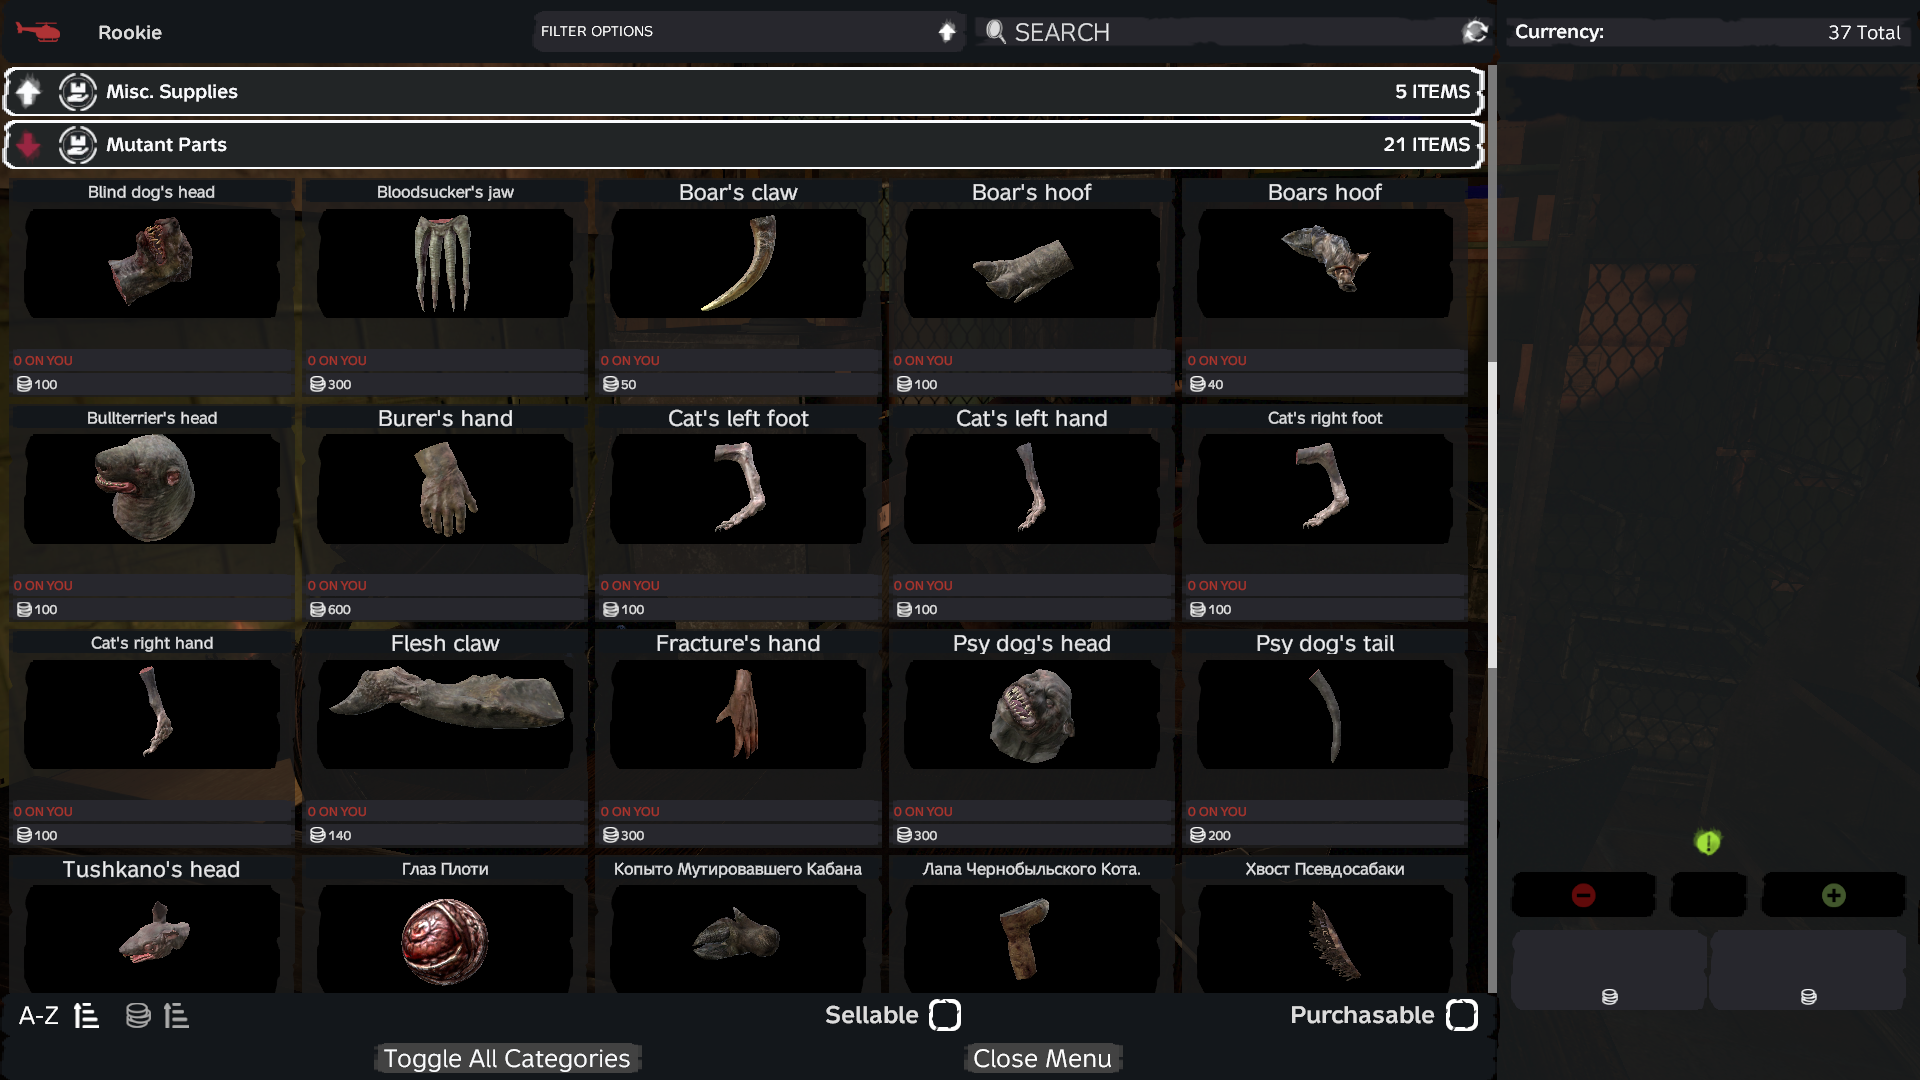 Rookie
FILTER OPTIONS
SEARCH
Currency:
37 Total
Misc. Supplies
5 ITEMS
Mutant Parts
21 ITEMS
Blind dog's head
Bloodsucker's jaw
Boar's claw
Boar's hoof
Boars hoof
0 ON YOU
0 ON YOU
0 ON YOU
0 ON YOU
0 ON YOU
100
300
50
100
40
Bullterrier's head
Burer's hand
Cat's left foot
Cat's left hand
Cat's right foot
0 ON YOU
0 ON YOU
0 ON YOU
0 ON YOU
0 ON YOU
100
600
100
100
100
Cat's right hand
Flesh claw
Fracture's hand
Psy dog's head
Psy dog's tail
0 ON YOU
0 ON YOU
0 ON YOU
0 ON YOU
0 ON YOU
100
140
300
300
200
Tushkano's head
Глаз Плоти
Копыто Мутировавшего Кабана
Лапа Чернобыльского Кота.
Хвост Псевдосабаки
A-Z
Sellable
Purchasable
Toggle All Categories
Close Menu